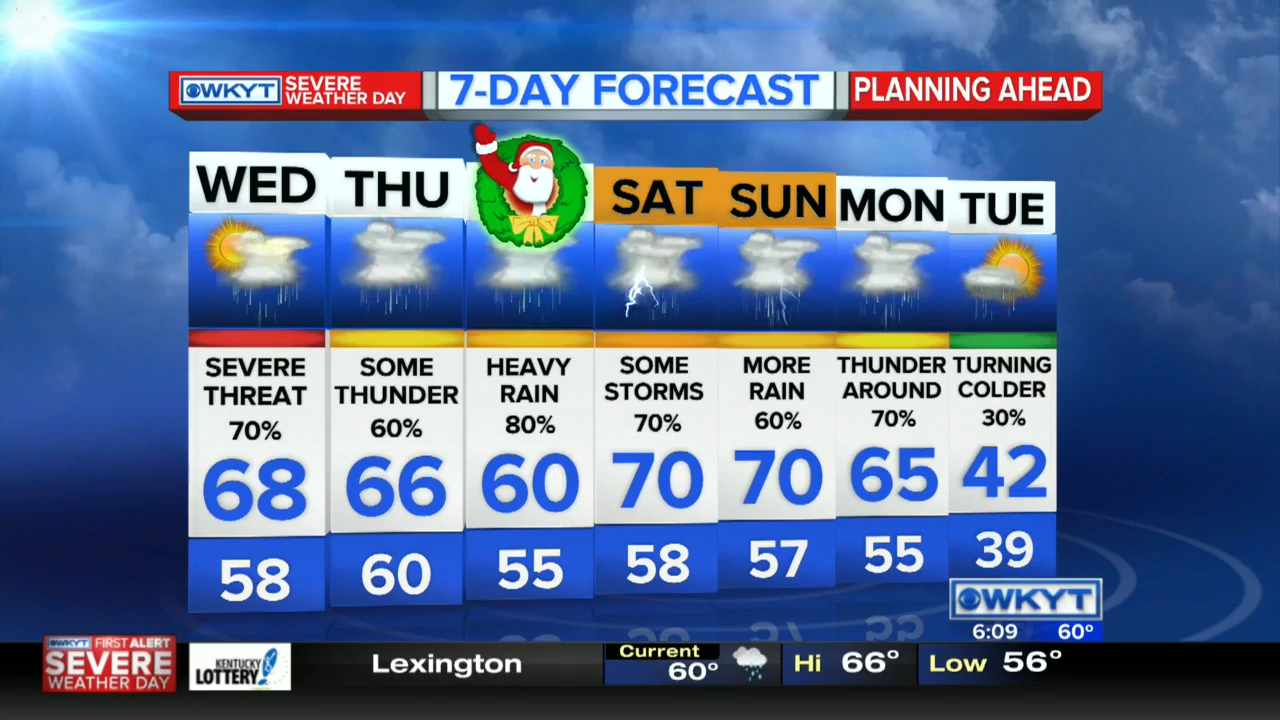 WKYT SEVERE WEATHER DAY
7-DAY FORECAST
PLANNING AHEAD
WED THU SAT SUN MON TUE
SEVERE THREAT
70%
68
58
SOME THUNDER
60%
66
60
HEAVY RAIN
80%
60
55
SOME STORMS
70%
70
58
MORE RAIN
60%
70
57
THUNDER AROUND
70%
65
55
TURNING COLDER
30%
42
39
WKYT
6:09 60°
WKYT FIRST ALERT
SEVERE
WEATHER DAY
KENTUCKY
LOTTERY
Lexington
Current
60°
Hi 66°
Low 56°